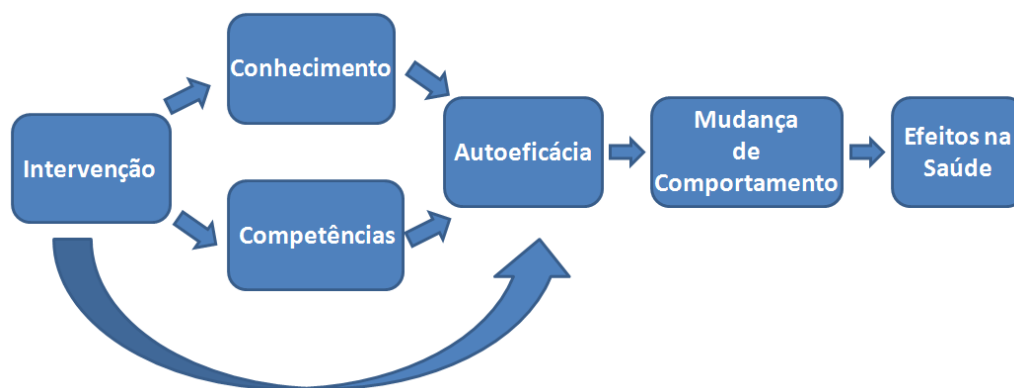 Intervenção
Conhecimento
Competências
Autoeficácia
Mudança
de
Comportamento
Efeitos na
Saúde